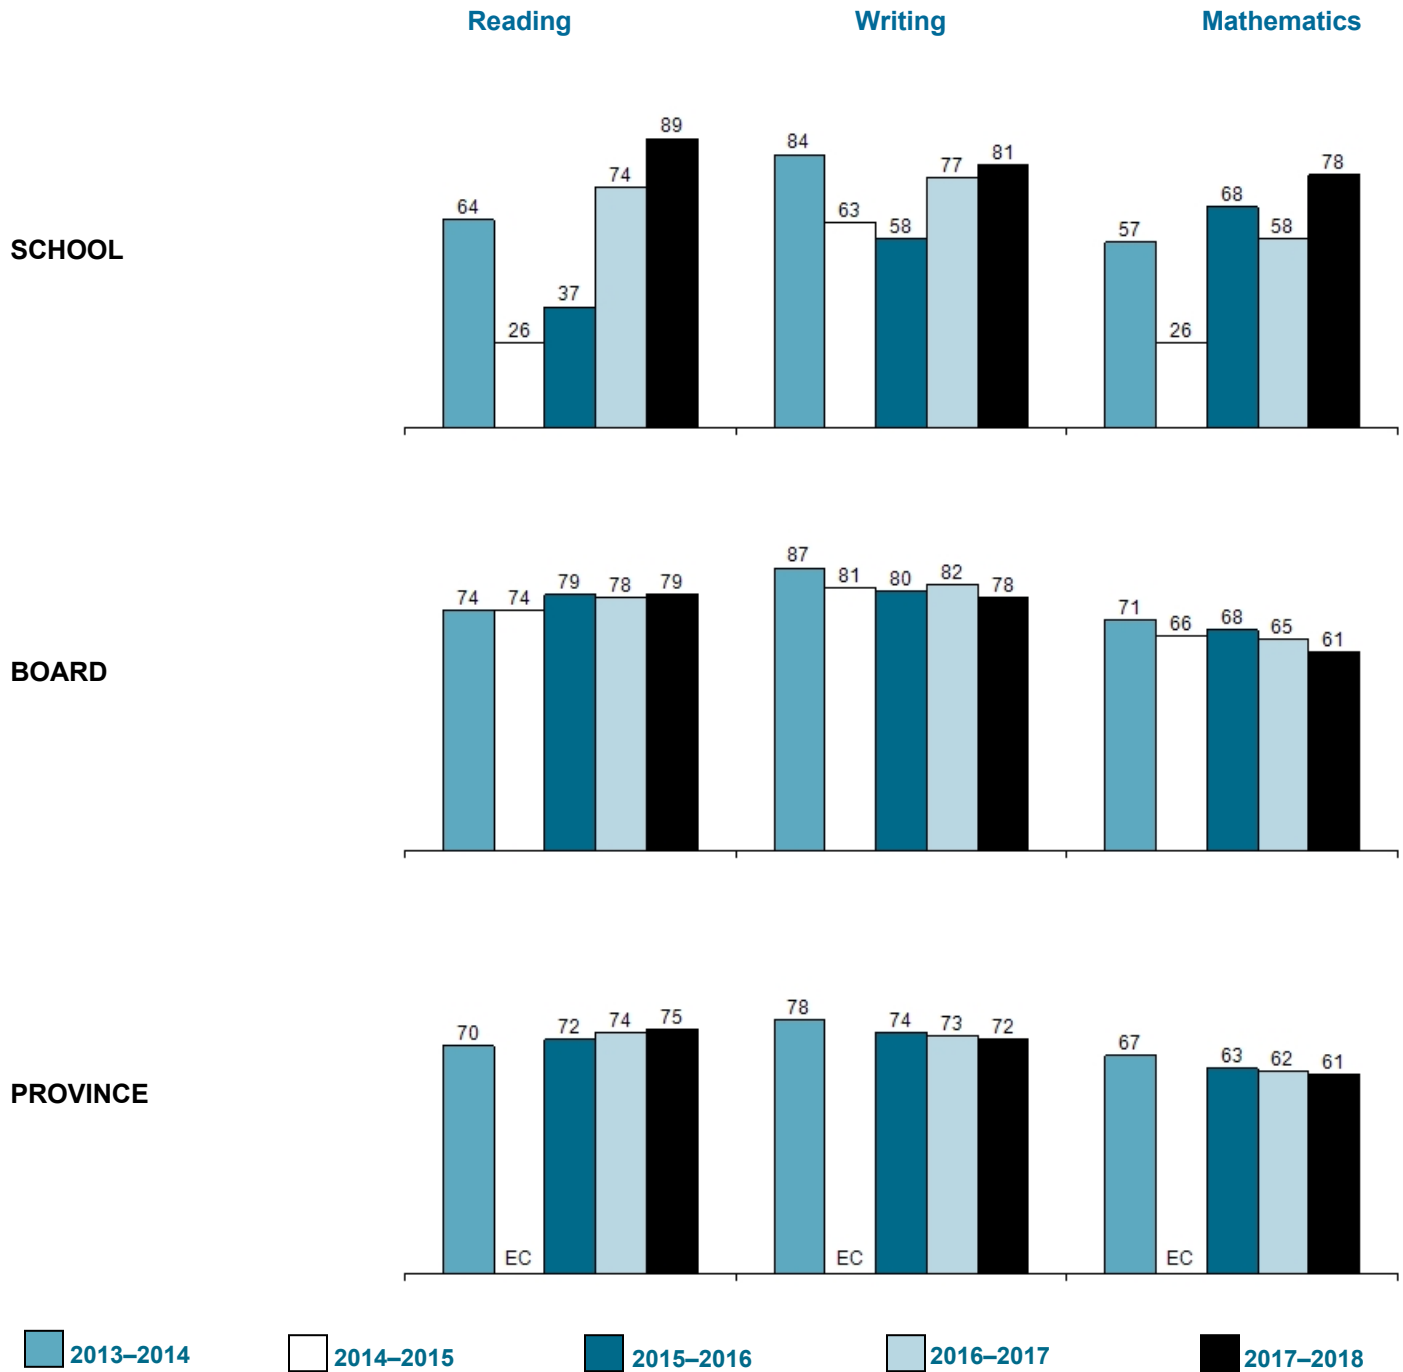 Reading Writing Mathematics
SCHOOL
64 26 37 74 89
84 63 58 77 81
57 26 68 58 78
BOARD
74 74 79 78 79
87 81 80 82 78
71 66 68 65 61
PROVINCE
70 EC 72 74 75
78 EC 74 73 72
67 EC 63 62 61
2013–2014 2014–2015 2015–2016 2016–2017 2017–2018